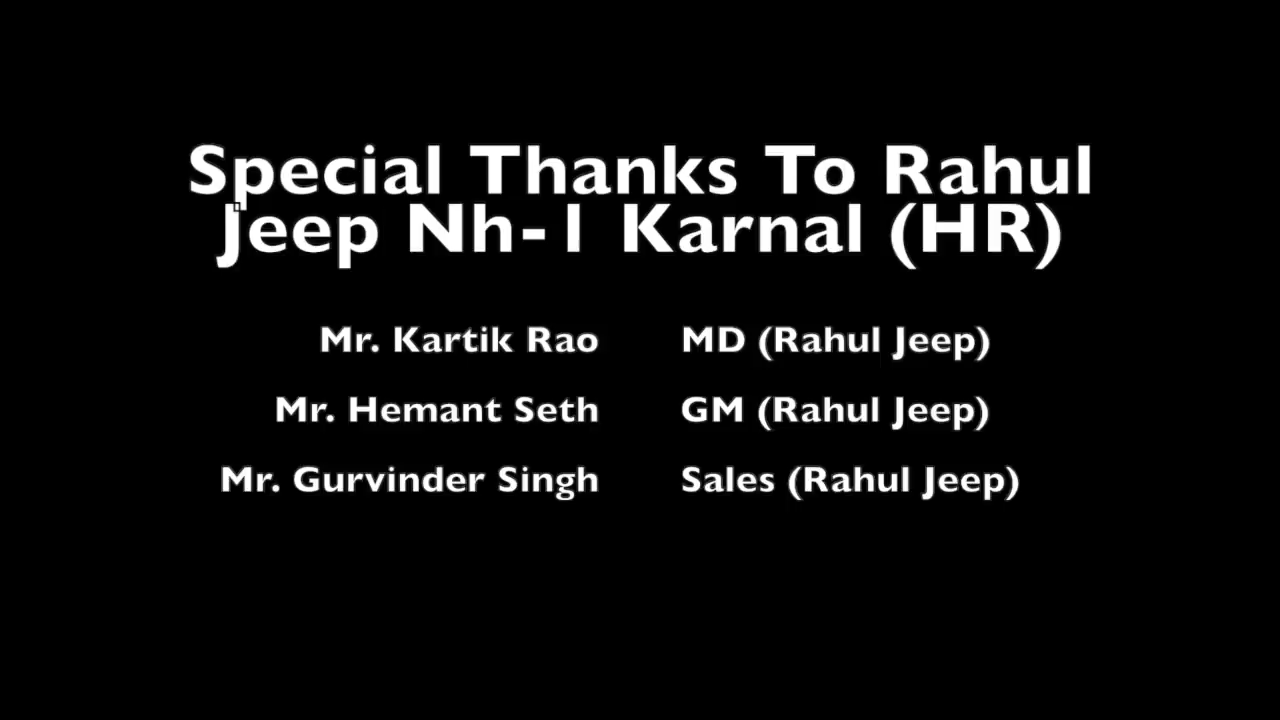 Special Thanks To Rahul
Jeep Nh-1 Karnal (HR)
Mr. Kartik Rao MD (Rahul Jeep)
Mr. Hemant Seth GM (Rahul Jeep)
Mr. Gurvinder Singh Sales (Rahul Jeep)